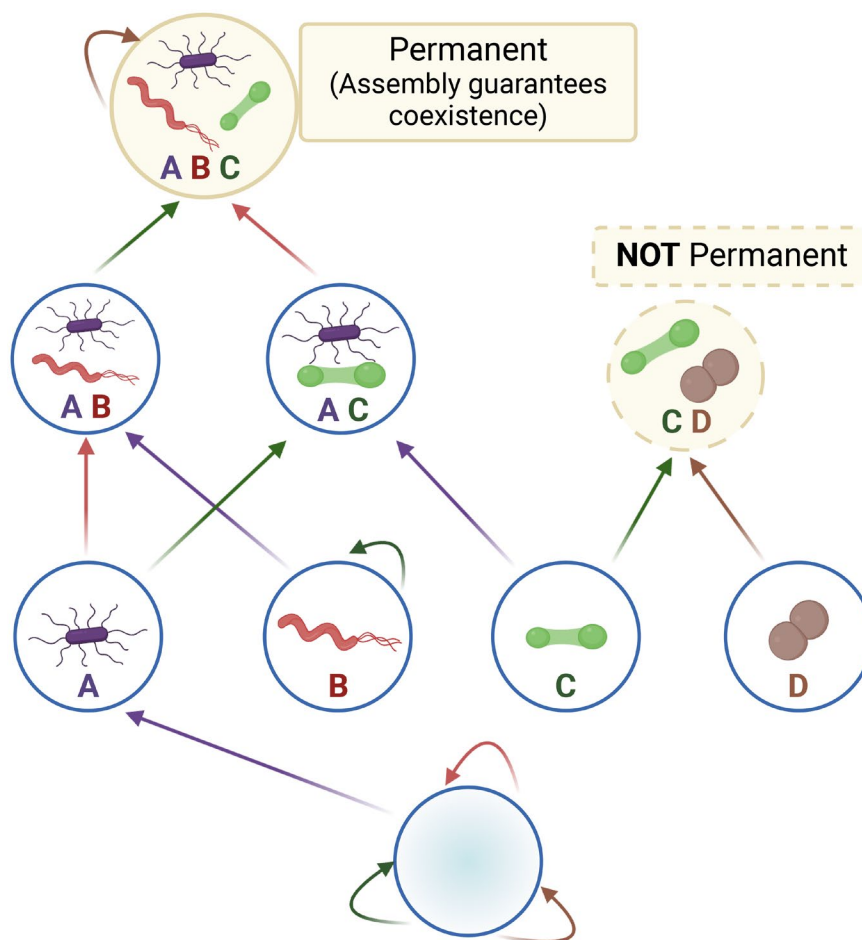 Permanent
(Assembly guarantees
coexistence)
A B C
NOT Permanent
A B
A C
C D
A
B
C
D